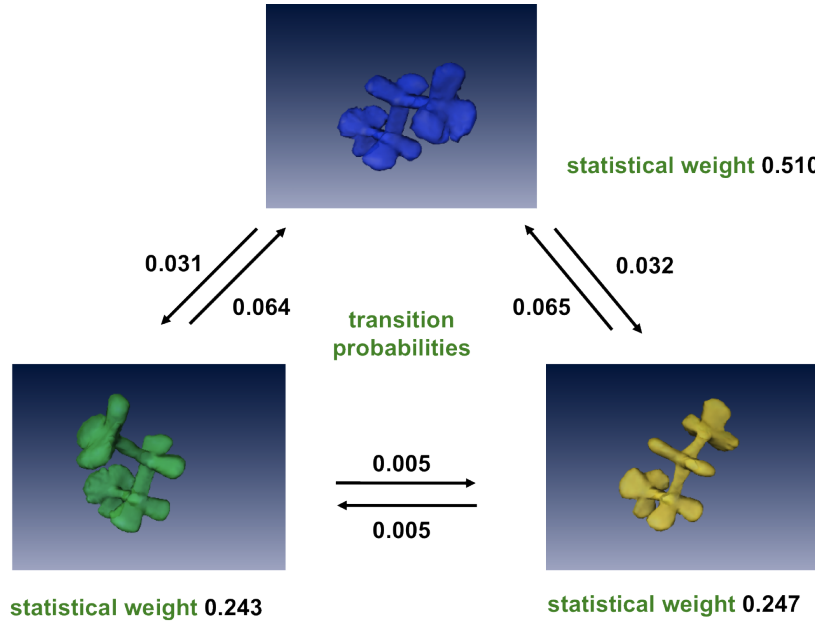 statistical weight 0.510
0.031
0.032
0.064
0.065
transition
probabilities
0.005
0.005
statistical weight 0.243
statistical weight 0.247